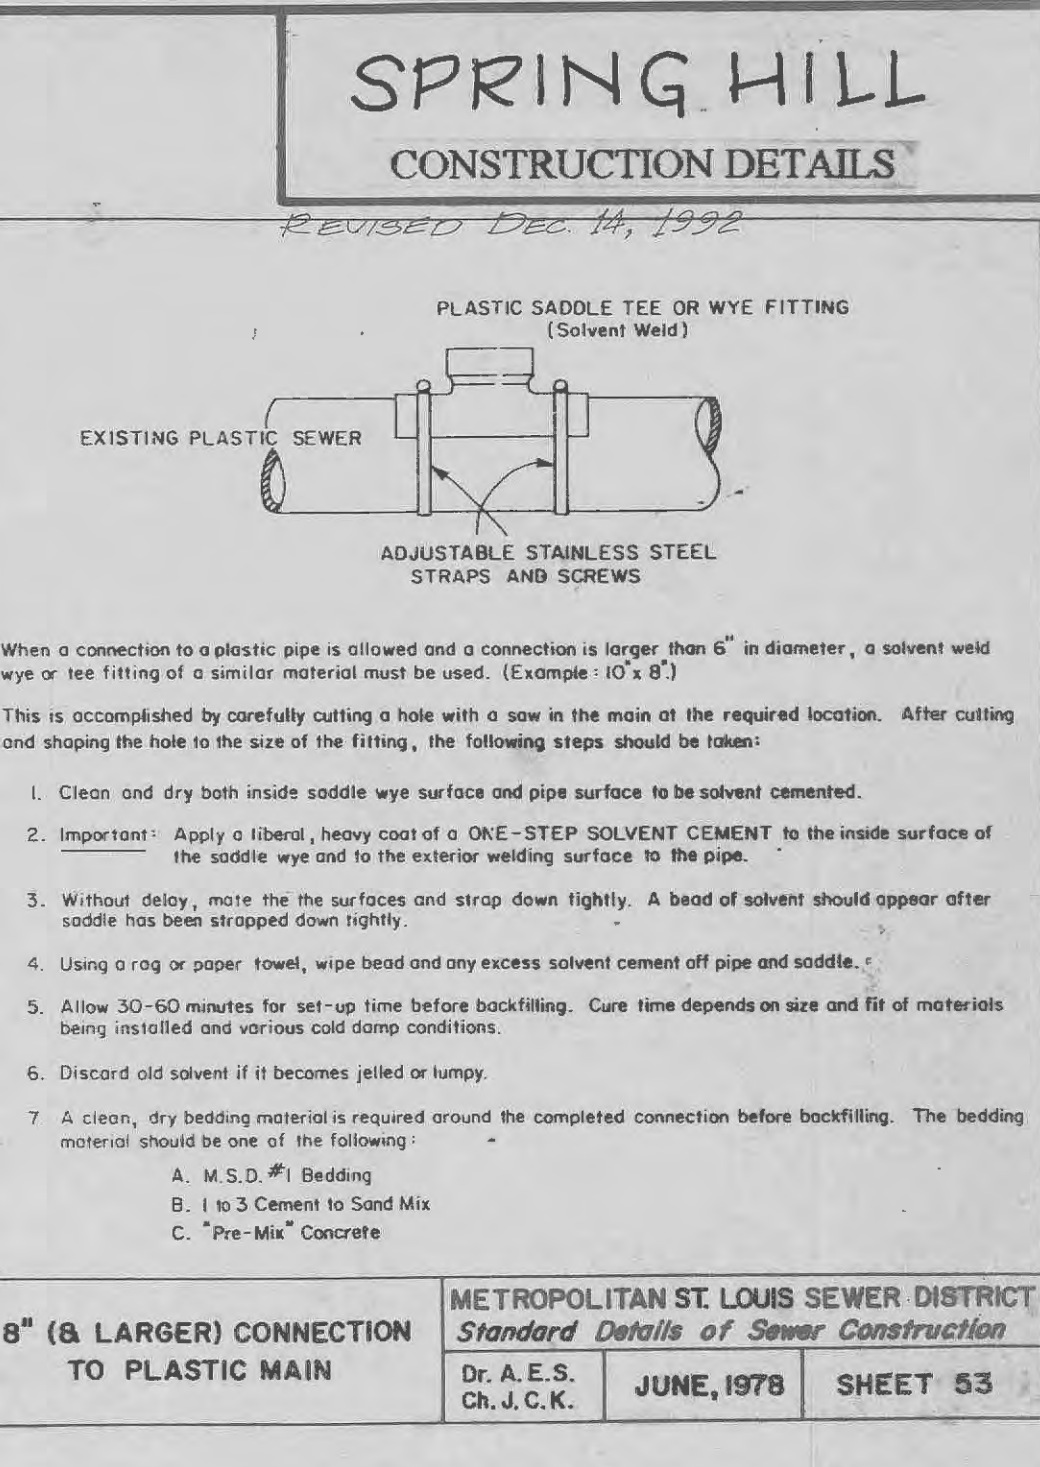 SPRING HILL
CONSTRUCTION DETAILS
REVISED DEC. 14, 1992
PLASTIC SADDLE TEE OR WYE FITTING
(Solvent Weld)
EXISTING PLASTIC SEWER
ADJUSTABLE STAINLESS STEEL
STRAPS AND SCREWS
When a connection to a plastic pipe is allowed and a connection is larger than 6" in diameter, a solvent weld
wye or tee fitting of a similar material must be used. (Example: 10"x 8".)
This is accomplished by carefully cutting a hole with a saw in the main at the required location. After cutting
and shaping the hole to the size of the fitting, the following steps should be taken:
1. Clean and dry both inside saddle wye surface and pipe surface to be solvent cemented.
2. Important: Apply a liberal, heavy coat of a ONE-STEP SOLVENT CEMENT to the inside surface of
the saddle wye and to the exterior welding surface to the pipe.
3. Without delay, mate the the surfaces and strap down tightly. A bead of solvent should appear after
saddle has been strapped down tightly.
4. Using a rag or paper towel, wipe bead and any excess solvent cement off pipe and saddle.
5. Allow 30-60 minutes for set-up time before backfilling. Cure time depends on size and fit of materials
being installed and various cold damp conditions.
6. Discard old solvent if it becomes jelled or lumpy.
7 A clean, dry bedding material is required around the completed connection before backfilling. The bedding
material should be one of the following:
A. M.S.D. #1 Bedding
B. 1 to 3 Cement to Sand Mix
C. "Pre-Mix" Concrete
8" (& LARGER) CONNECTION
TO PLASTIC MAIN
METROPOLITAN ST. LOUIS SEWER DISTRICT
Standard Details of Sewer Construction
Dr. A.E.S.
Ch. J.C.K.
JUNE, 1978
SHEET 53